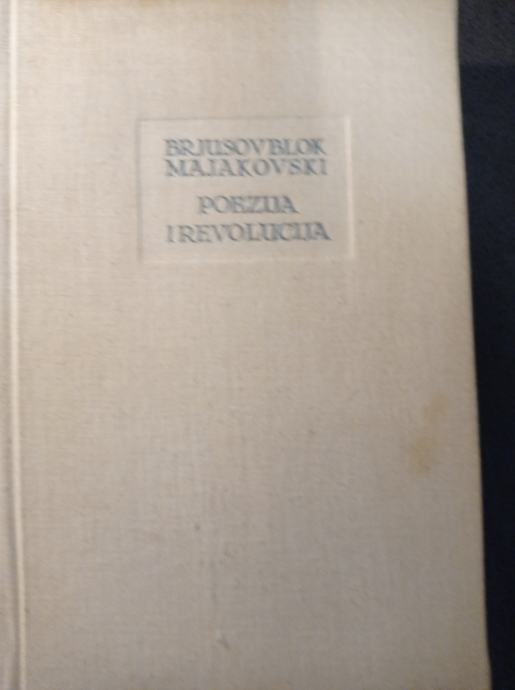 BRJUSOV BLOK
MAJAKOVSKI
POEZIJA
I REVOLUCIJA